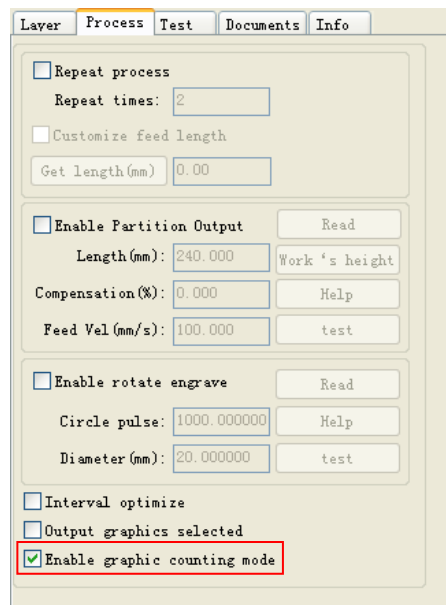 Layer Process Test Documents Info
Repeat process
Repeat times: 2
Customize feed length
Get length(mm) 0.00
Enable Partition Output Read
Length(mm): 240.000 Work ‘s height
Compensation(%): 0.000 Help
Feed Vel(mm/s): 100.000 test
Enable rotate engrave Read
Circle pulse: 1000.000000 Help
Diameter(mm): 20.000000 test
Interval optimize
Output graphics selected
Enable graphic counting mode